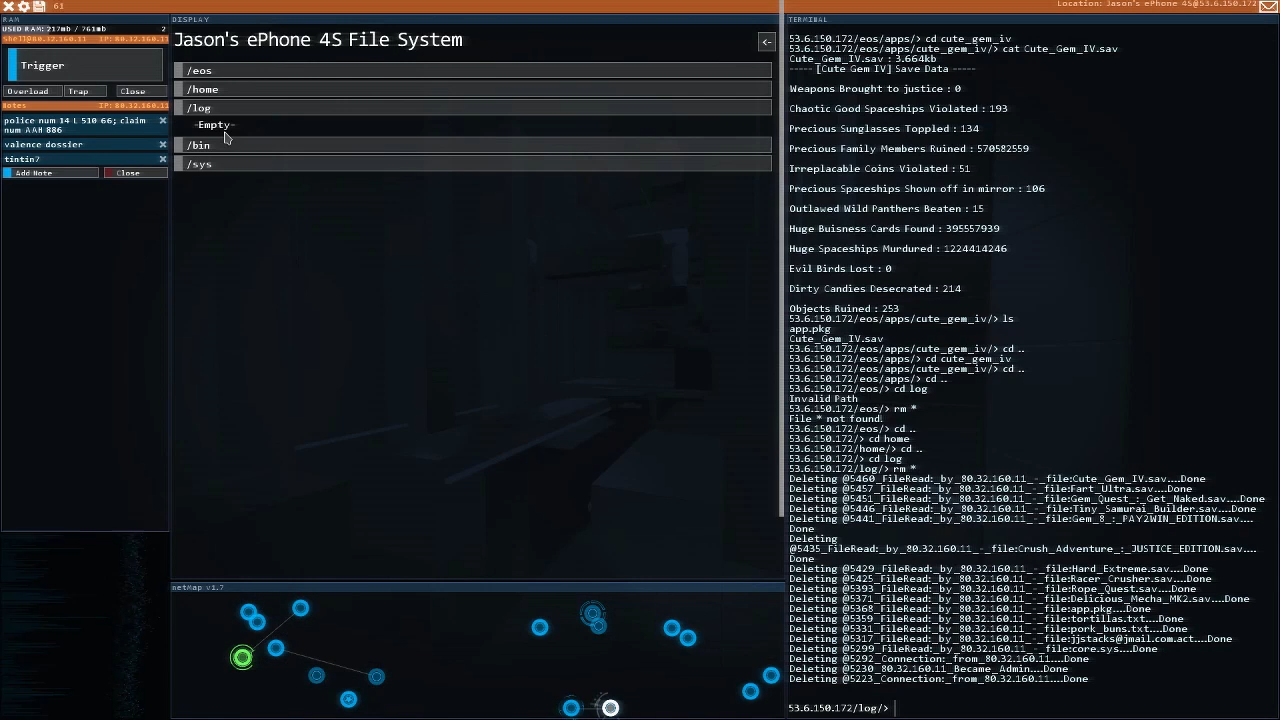 61
Location: Jason's ePhone 4S@53.6.150.172
RAM
USED RAM: 217mb / 761mb 2
shell@80.32.160.11 IP: 80.32.160.11
Trigger
Overload Trap Close
Notes IP: 80.32.160.11
police num 14 L 510 66; claim
num AAH 886
valence dossier
tintin7
Add Note Close
DISPLAY
Jason's ePhone 4S File System
<-
/eos
/home
/log
-Empty-
/bin
/sys
netMap v1.7
TERMINAL
53.6.150.172/eos/apps/> cd cute_gem_iv
53.6.150.172/eos/apps/cute_gem_iv/> cat Cute_Gem_IV.sav
Cute_Gem_IV.sav : 3.664kb
----- [Cute Gem IV] Save Data -----
Weapons Brought to justice : 0
Chaotic Good Spaceships Violated : 193
Precious Sunglasses Toppled : 134
Precious Family Members Ruined : 570582559
Irreplacable Coins Violated : 51
Precious Spaceships Shown off in mirror : 106
Outlawed Wild Panthers Beaten : 15
Huge Buisness Cards Found : 395557939
Huge Spaceships Murdured : 1224414246
Evil Birds Lost : 0
Dirty Candies Desecrated : 214
Objects Ruined : 253
53.6.150.172/eos/apps/cute_gem_iv/> ls
app.pkg
Cute_Gem_IV.sav
53.6.150.172/eos/apps/cute_gem_iv/> cd ..
53.6.150.172/eos/apps/> cd cute_gem_iv
53.6.150.172/eos/apps/cute_gem_iv/> cd ..
53.6.150.172/eos/apps/> cd ..
53.6.150.172/eos/> cd log
Invalid Path
53.6.150.172/eos/> rm *
File * not found!
53.6.150.172/eos/> cd ..
53.6.150.172/> cd home
53.6.150.172/home/> cd ..
53.6.150.172/> cd log
53.6.150.172/log/> rm *
Deleting @5460_FileRead:_by_80.32.160.11_-_file:Cute_Gem_IV.sav....Done
Deleting @5457_FileRead:_by_80.32.160.11_-_file:Fart_Ultra.sav....Done
Deleting @5451_FileRead:_by_80.32.160.11_-_file:Gem_Quest_:_Get_Naked.sav....Done
Deleting @5446_FileRead:_by_80.32.160.11_-_file:Tiny_Samurai_Builder.sav....Done
Deleting @5441_FileRead:_by_80.32.160.11_-_file:Gem_8_:_PAY2WIN_EDITION.sav....
Done
Deleting
@5435_FileRead:_by_80.32.160.11_-_file:Crush_Adventure_:_JUSTICE_EDITION.sav....
Done
Deleting @5429_FileRead:_by_80.32.160.11_-_file:Hard_Extreme.sav....Done
Deleting @5425_FileRead:_by_80.32.160.11_-_file:Racer_Crusher.sav....Done
Deleting @5393_FileRead:_by_80.32.160.11_-_file:Rope_Quest.sav....Done
Deleting @5371_FileRead:_by_80.32.160.11_-_file:Delicious_Mecha_MK2.sav....Done
Deleting @5368_FileRead:_by_80.32.160.11_-_file:app.pkg....Done
Deleting @5359_FileRead:_by_80.32.160.11_-_file:tortillas.txt....Done
Deleting @5331_FileRead:_by_80.32.160.11_-_file:pork_buns.txt....Done
Deleting @5317_FileRead:_by_80.32.160.11_-_file:jjstacks@jmail.com.act....Done
Deleting @5299_FileRead:_by_80.32.160.11_-_file:core.sys....Done
Deleting @5292_Connection:_from_80.32.160.11....Done
Deleting @5230_80.32.160.11_Became_Admin....Done
Deleting @5223_Connection:_from_80.32.160.11....Done
53.6.150.172/log/>